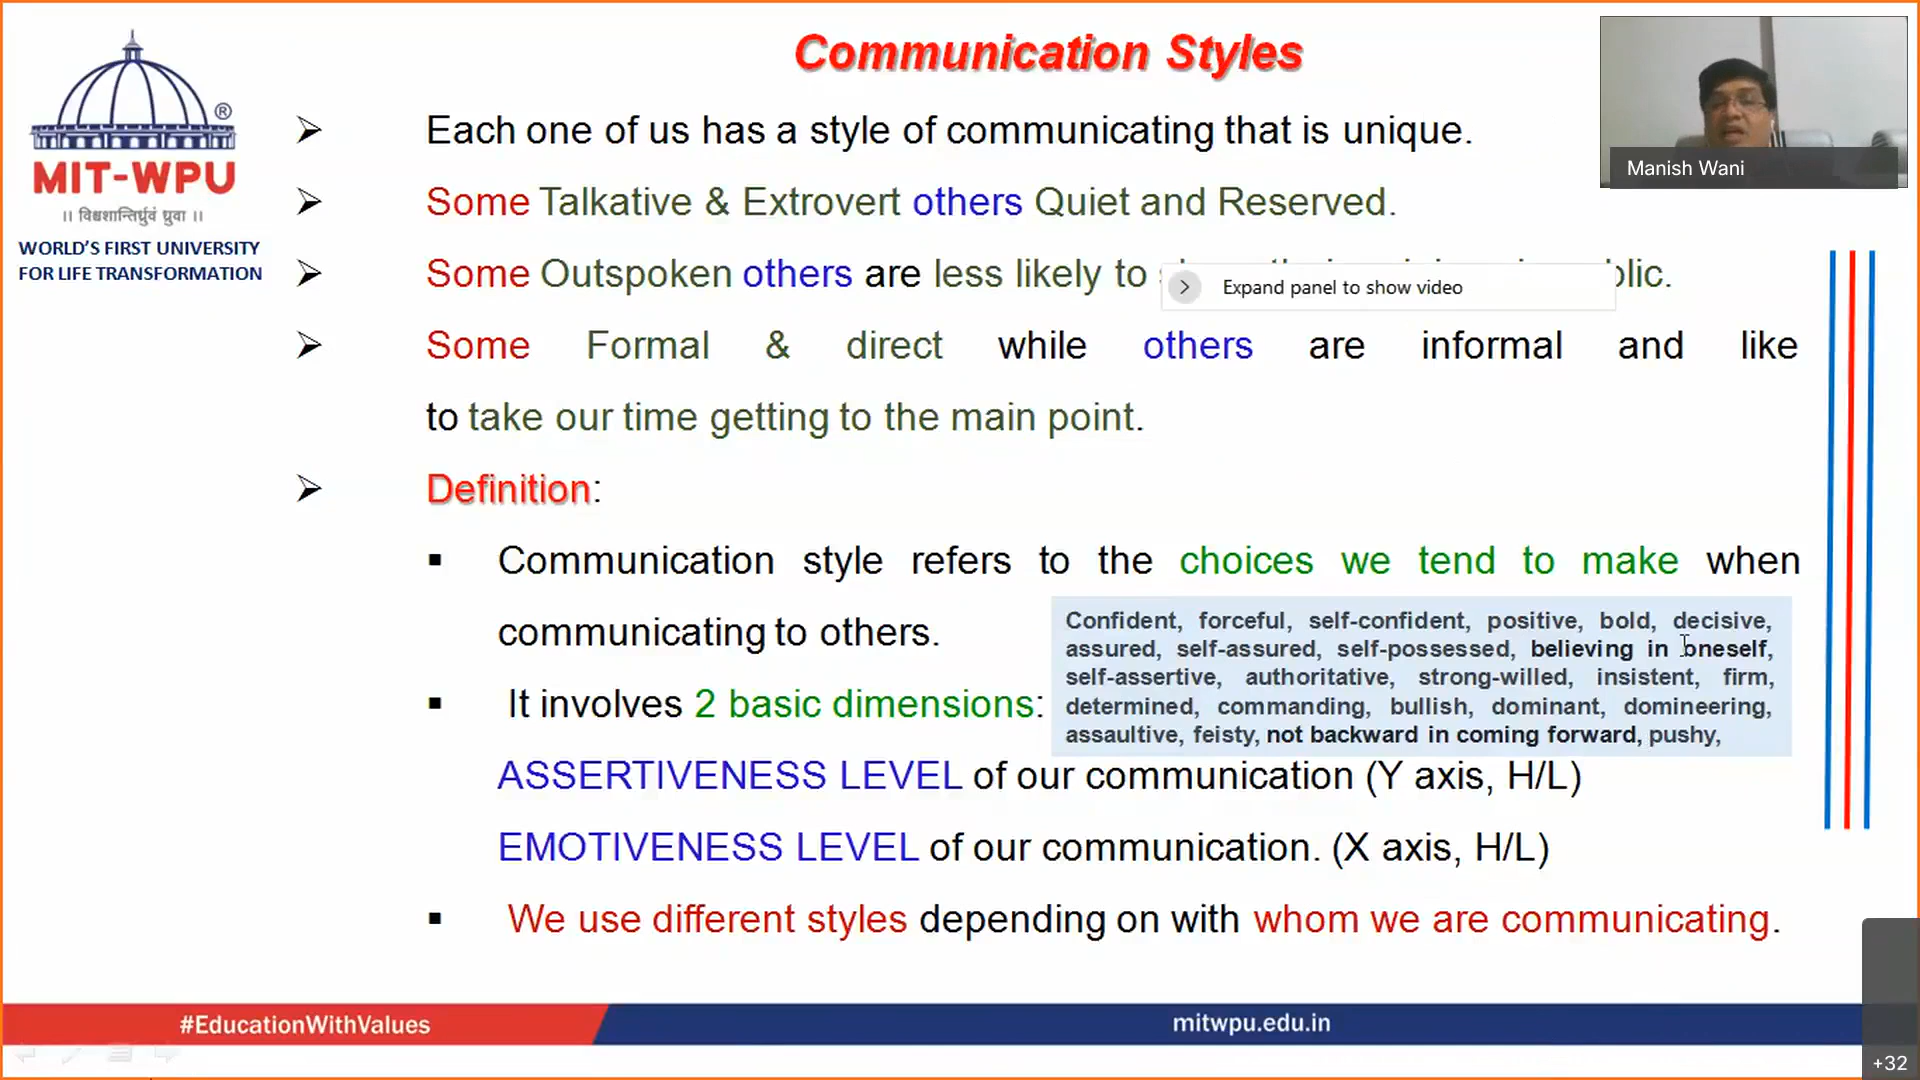 Communication Styles
®
MIT-WPU
|| विश्वशान्तिर्ध्रुवं ध्रुवा ||
WORLD'S FIRST UNIVERSITY
FOR LIFE TRANSFORMATION
Manish Wani
➢ Each one of us has a style of communicating that is unique.
➢ Some Talkative & Extrovert others Quiet and Reserved.
➢ Some Outspoken others are less likely to
Expand panel to show video
➢ Some Formal & direct while others are informal and like
to take our time getting to the main point.
➢ Definition:
▪ Communication style refers to the choices we tend to make when
communicating to others.
▪ It involves 2 basic dimensions:
Confident, forceful, self-confident, positive, bold, decisive,
assured, self-assured, self-possessed, believing in oneself,
self-assertive, authoritative, strong-willed, insistent, firm,
determined, commanding, bullish, dominant, domineering,
assaultive, feisty, not backward in coming forward, pushy,
ASSERTIVENESS LEVEL of our communication (Y axis, H/L)
EMOTIVENESS LEVEL of our communication. (X axis, H/L)
▪ We use different styles depending on with whom we are communicating.
#EducationWithValues
mitwpu.edu.in
+32